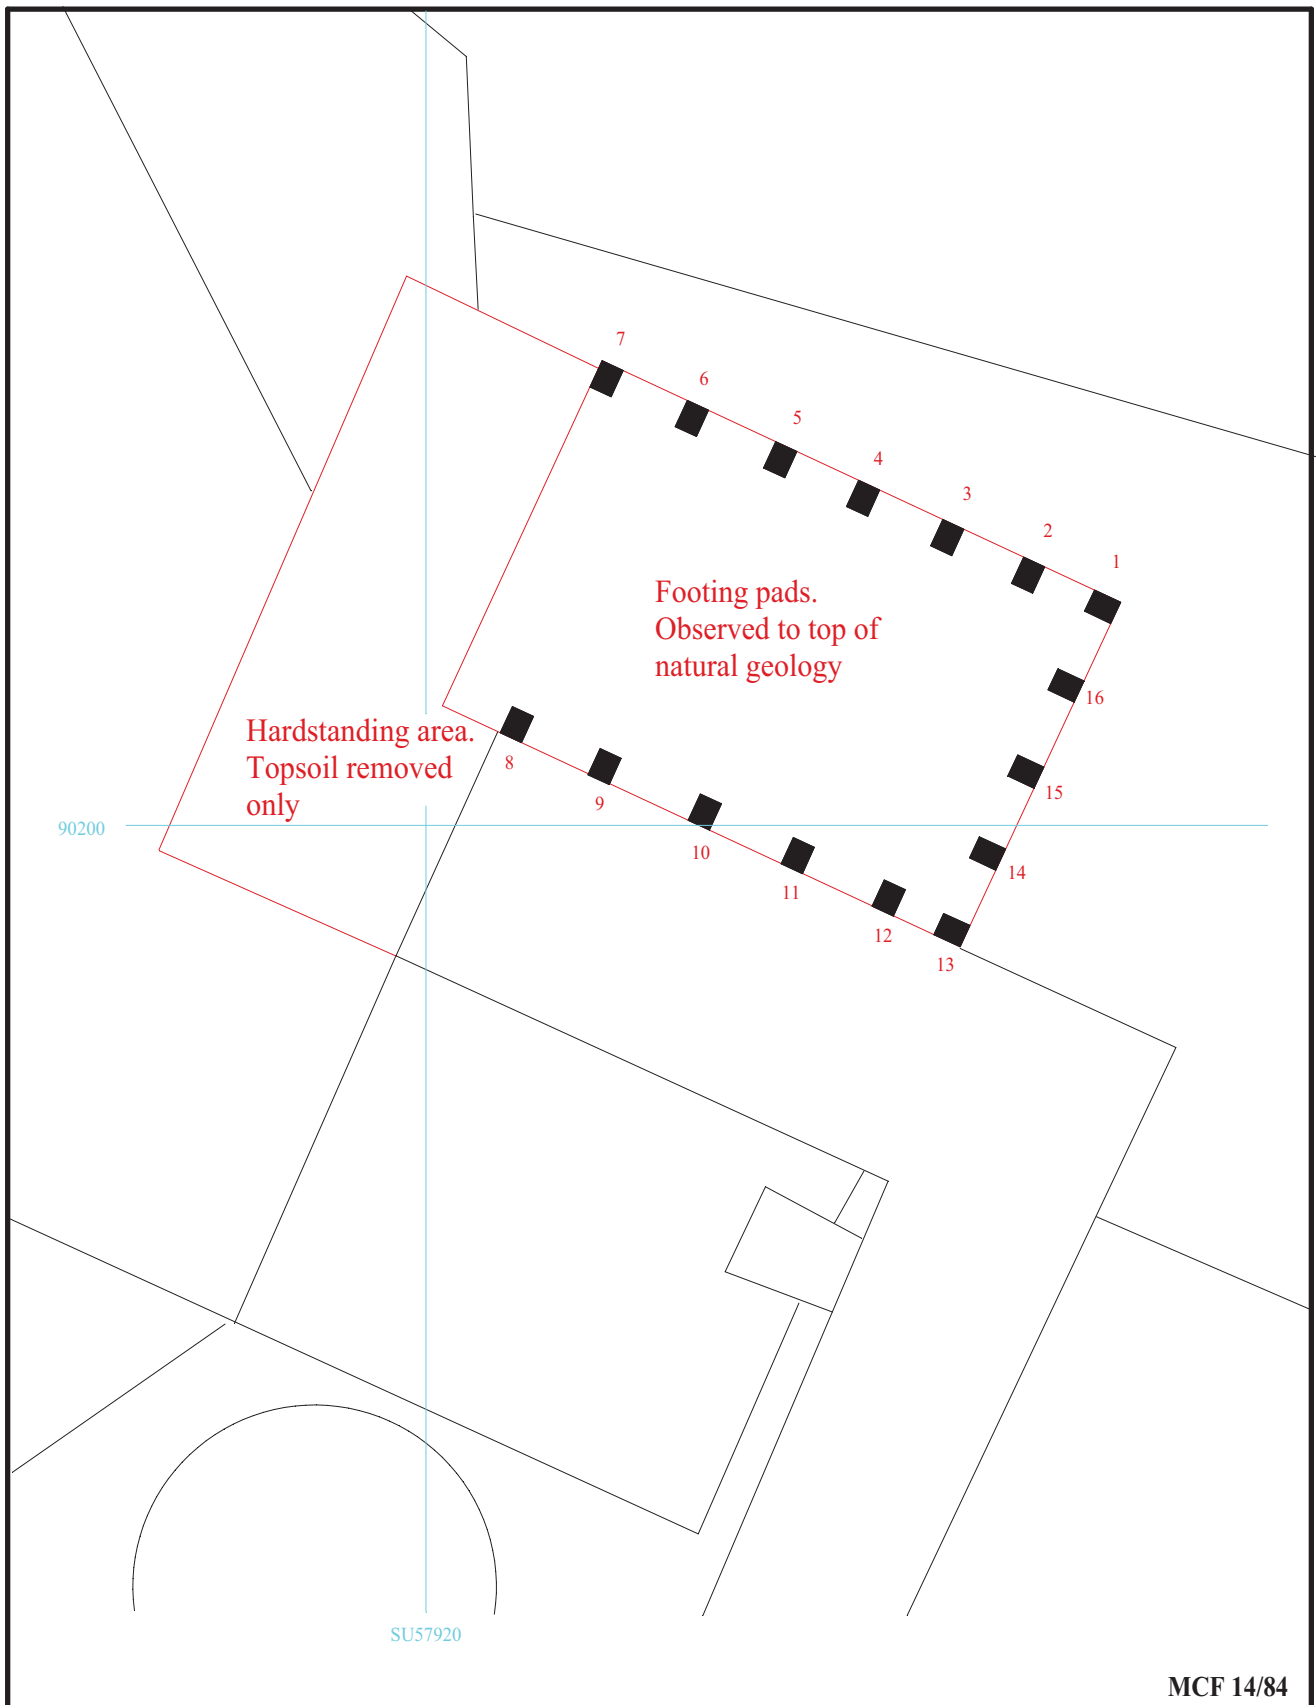 7
6
5
4
3
2
1
Footing pads.
Observed to top of
natural geology
16
Hardstanding area.
Topsoil removed
only
8
9
10
11
12
13
14
15
90200
SU57920
MCF 14/84